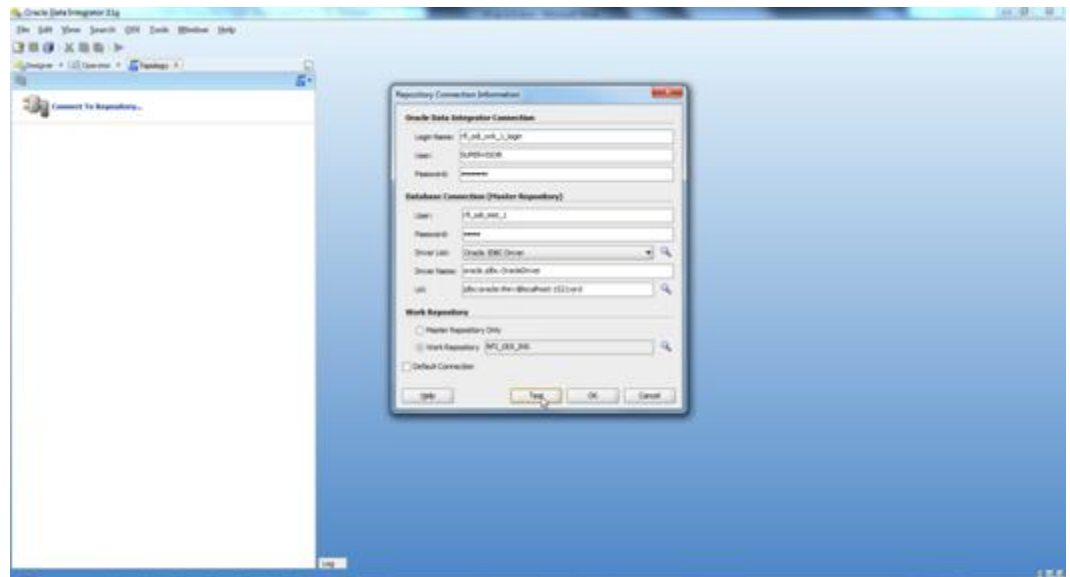 Oracle Data Integrator 11g
File Edit View Search ODI Tools Window Help
Designer Operator Topology
Connect To Repository...
Repository Connection Information
Oracle Data Integrator Connection
Login Name:
User: SUPERVISOR
Password:
Database Connection (Master Repository)
User:
Password:
Driver List: Oracle JDBC Driver
Driver Name: oracle.jdbc.OracleDriver
Url:
Work Repository
Master Repository Only
Work Repository
Default Connection
Help Test OK Cancel
Log